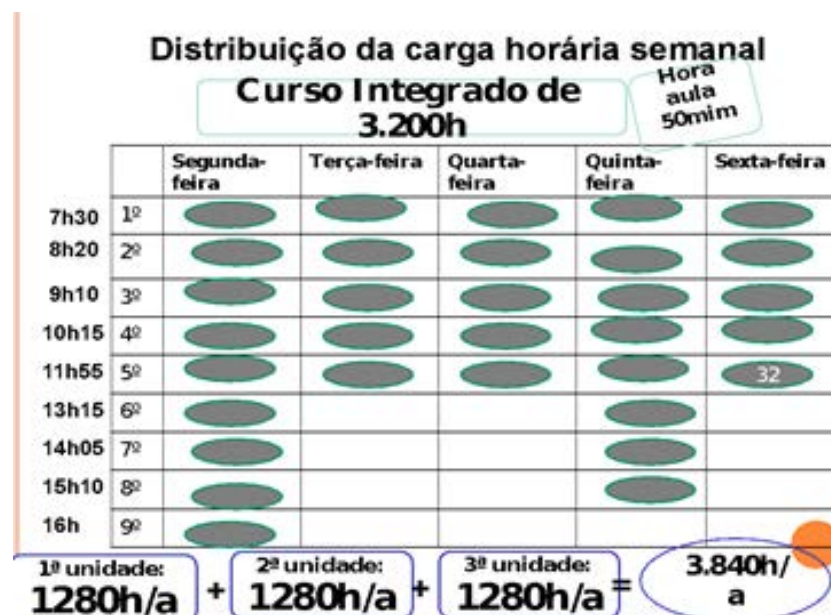 Distribuição da carga horária semanal
Curso Integrado de
3.200h
Hora
aula
50mim
Segunda-
feira
Terça-feira
Quarta-
feira
Quinta-
feira
Sexta-feira
7h30 1º
8h20 2º
9h10 3º
10h15 4º
11h55 5º 32
13h15 6º
14h05 7º
15h10 8º
16h 9º
1ª unidade:
1280h/a
+
2ª unidade:
1280h/a
+
3ª unidade:
1280h/a
=
3.840h/
a